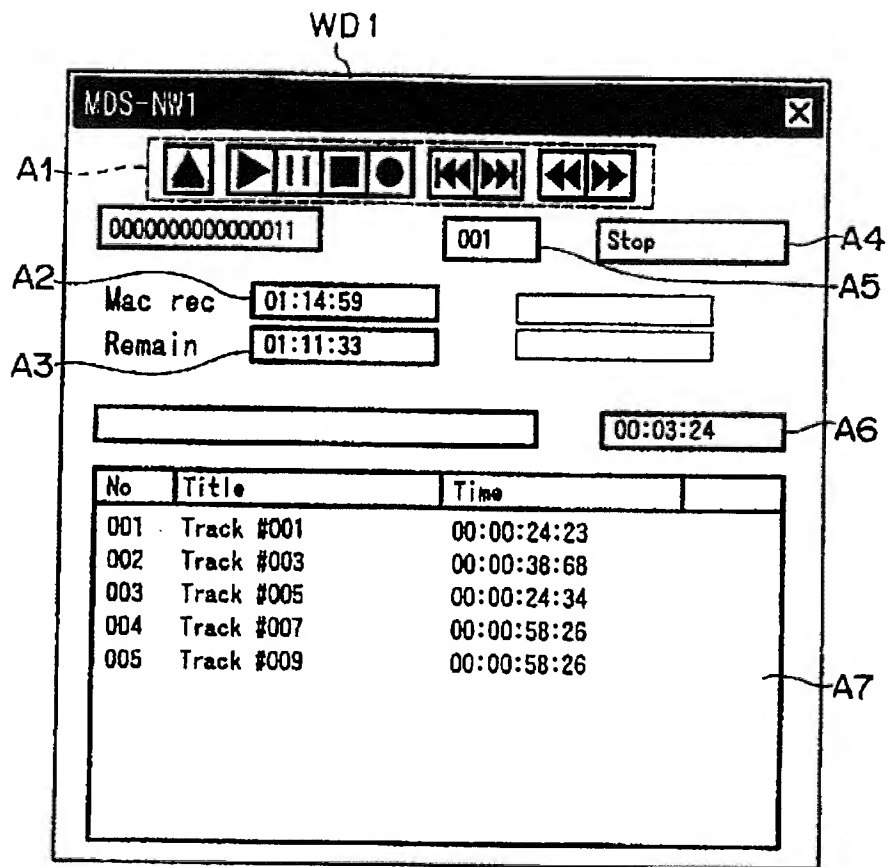 WD1
MDS-NW1
A1
0000000000000011 001 Stop A4
A5
A2
Mac rec 01:14:59
Remain 01:11:33
A3
00:03:24 A6
No Title Time
001 Track #001 00:00:24:23
002 Track #003 00:00:38:68
003 Track #005 00:00:24:34
004 Track #007 00:00:58:26
005 Track #009 00:00:58:26
A7